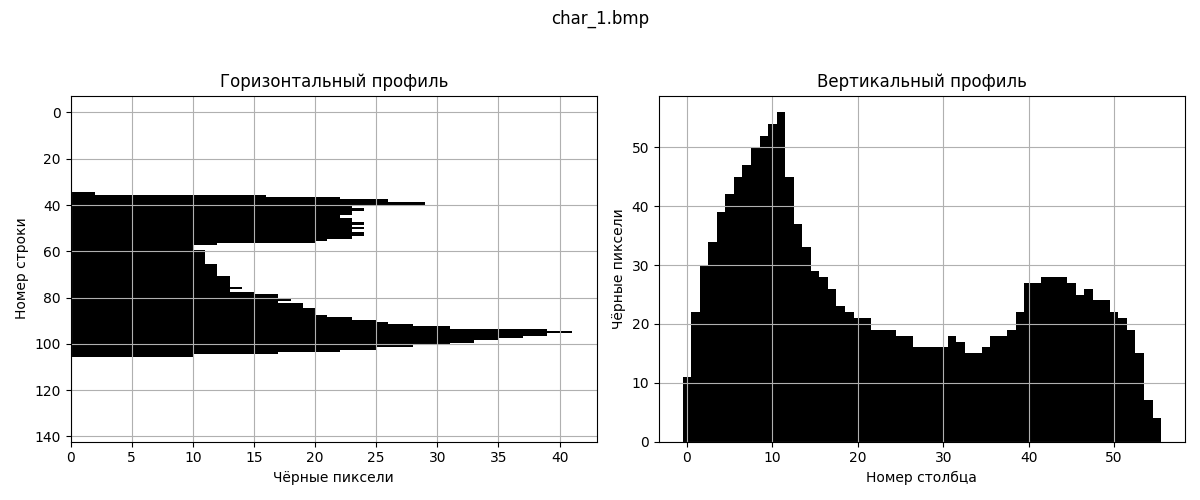 char_1.bmp
Горизонтальный профиль
Номер строки
0
20
40
60
80
100
120
140
0 5 10 15 20 25 30 35 40
Чёрные пиксели
Вертикальный профиль
Чёрные пиксели
50
40
30
20
10
0
0 10 20 30 40 50
Номер столбца